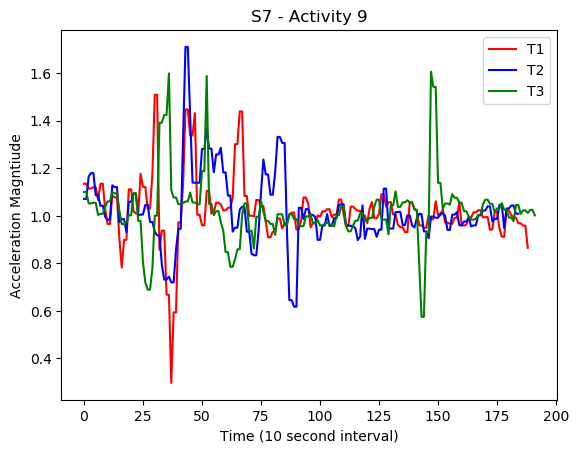 S7 - Activity 9
T1
T2
T3
Acceleration Magntiude
1.6
1.4
1.2
1.0
0.8
0.6
0.4
0
25
50
75
100
125
150
175
200
Time (10 second interval)